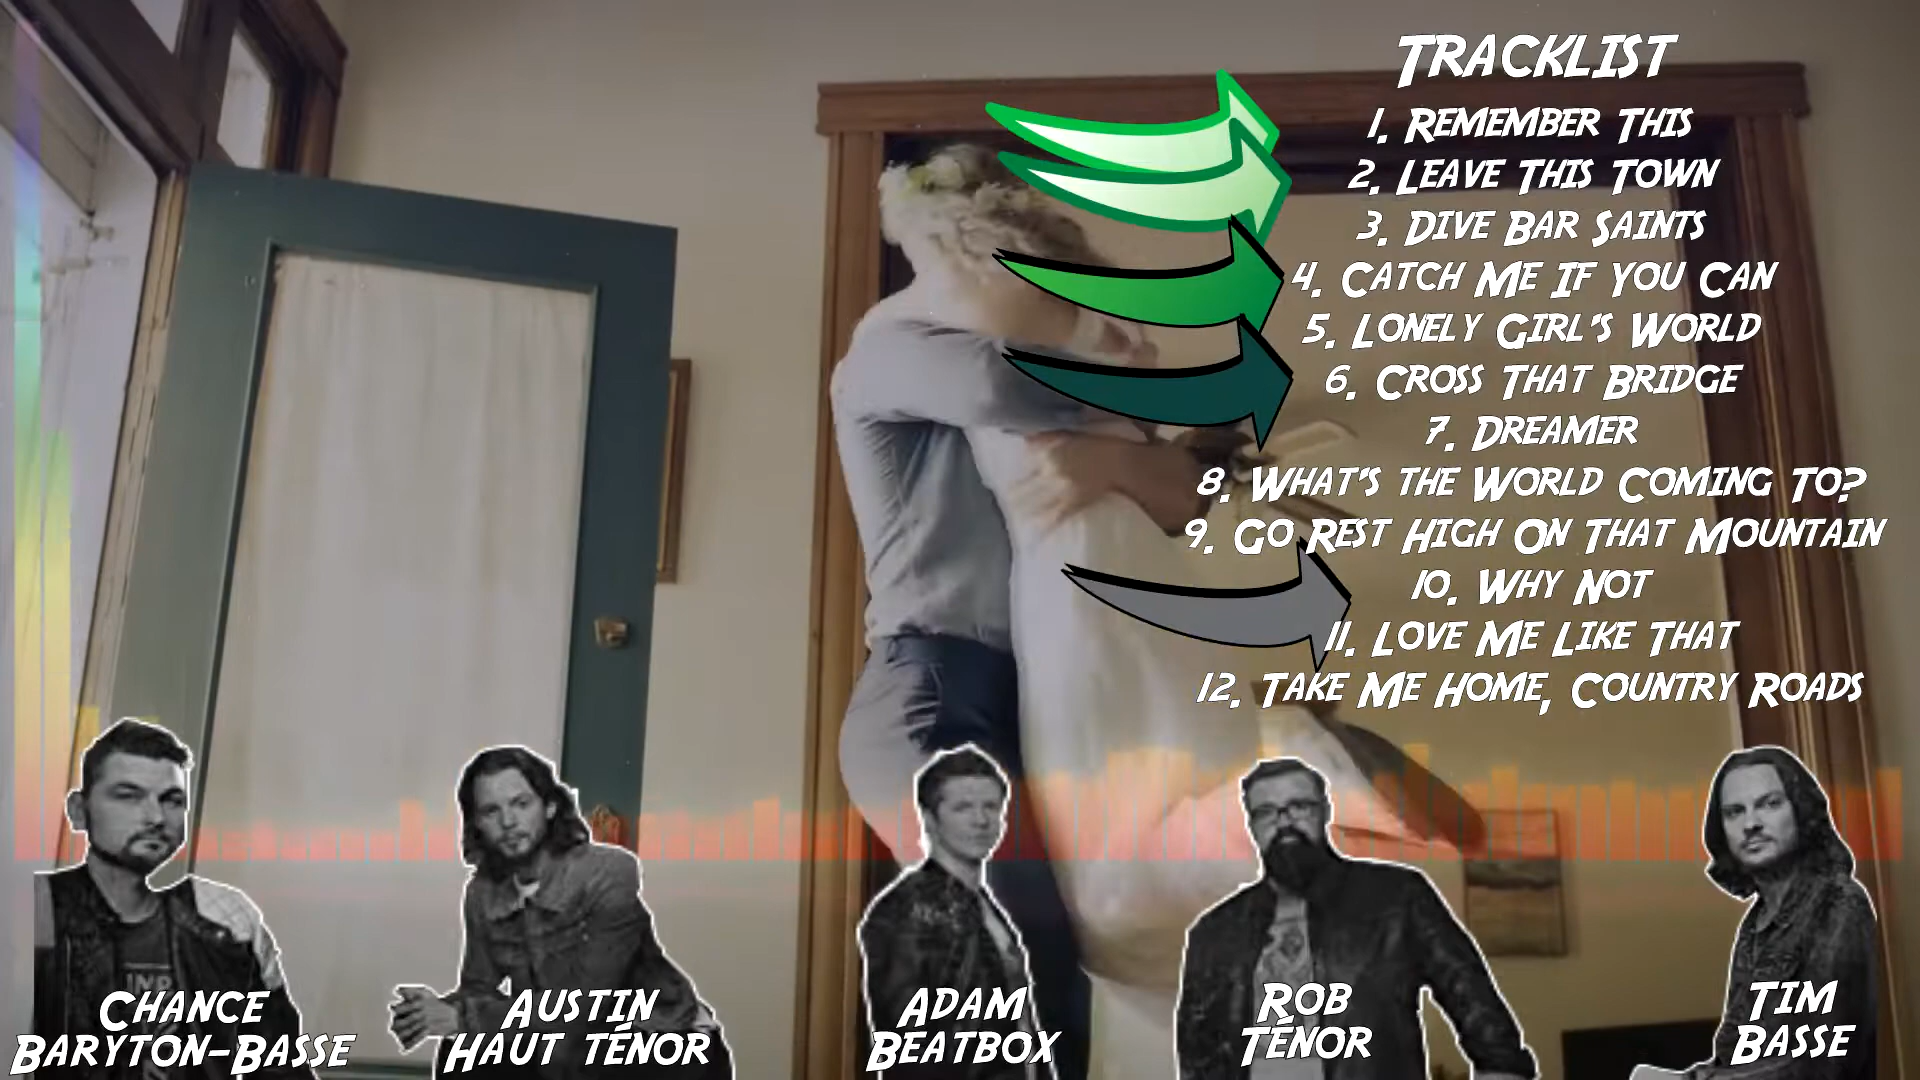 Tracklist
1. Remember This
2. Leave This Town
3. Dive Bar Saints
4. Catch Me If You Can
5. Lonely Girl's World
6. Cross That Bridge
7. Dreamer
8. What's the World Coming To?
9. Go Rest High On That Mountain
10. Why Not
11. Love Me Like That
12. Take Me Home, Country Roads
Chance
Baryton-Basse
Austin
Haut ténor
Adam
Beatbox
Rob
Ténor
Tim
Basse